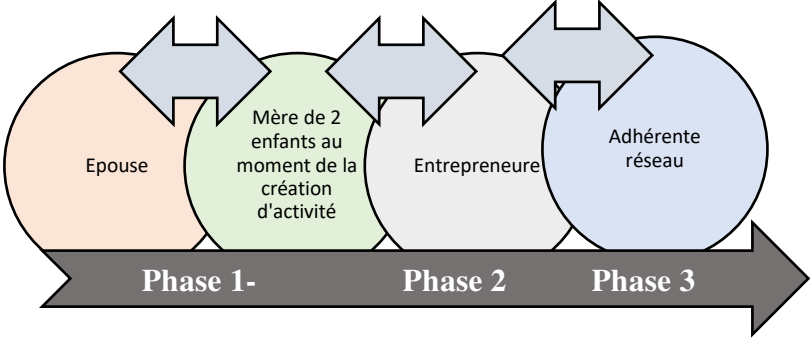 Epouse
Mère de 2
enfants au
moment de la
création
d'activité
Entrepreneure
Adhérente
réseau
Phase 1-
Phase 2
Phase 3